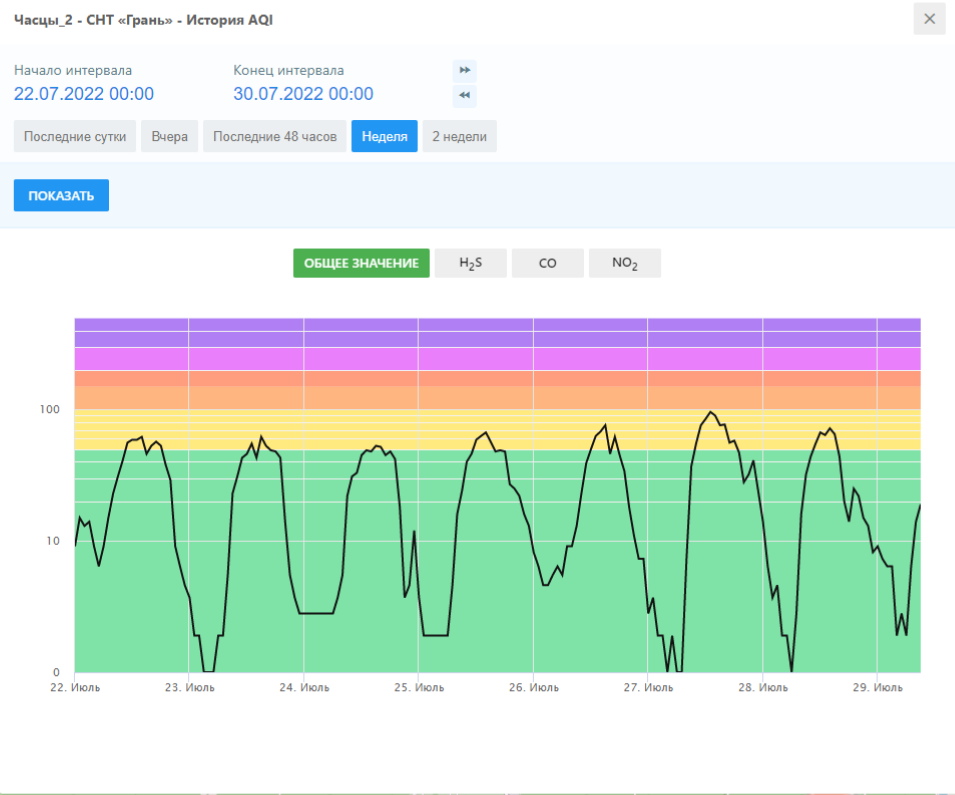 Часцы_2 - СНТ «Грань» - История AQI
Начало интервала
22.07.2022 00:00
Конец интервала
30.07.2022 00:00
Последние сутки
Вчера
Последние 48 часов
Неделя
2 недели
ПОКАЗАТЬ
ОБЩЕЕ ЗНАЧЕНИЕ
H₂S
CO
NO₂
100
10
0
22. Июль
23. Июль
24. Июль
25. Июль
26. Июль
27. Июль
28. Июль
29. Июль